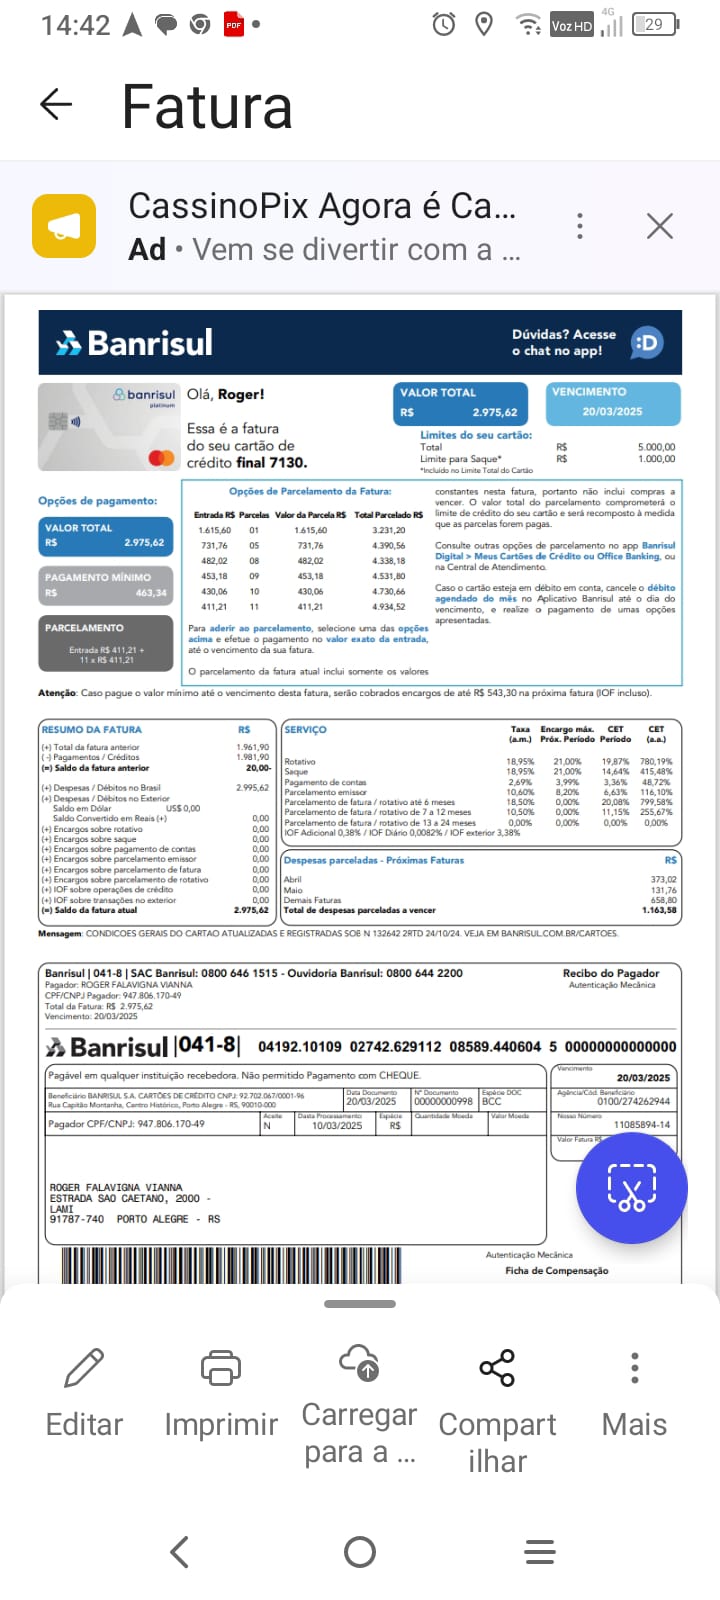 14:42 PDF 4G Voz HD 29
Fatura
CassinoPix Agora é Ca...
Ad • Vem se divertir com a ...
Banrisul
Dúvidas? Acesse
o chat no app!
:D
banrisul
platinum
Olá, Roger!
Essa é a fatura
do seu cartão de
crédito final 7130.
VALOR TOTAL
R$ 2.975,62
VENCIMENTO
20/03/2025
Limites do seu cartão:
Total R$ 5.000,00
Limite para Saque* R$ 1.000,00
*Incluído no Limite Total do Cartão
Opções de pagamento:
VALOR TOTAL
R$ 2.975,62
PAGAMENTO MÍNIMO
R$ 463,34
PARCELAMENTO
Entrada R$ 411,21 +
11 x R$ 411,21
Opções de Parcelamento da Fatura:
Entrada R$ Parcelas Valor da Parcela R$ Total Parcelado R$
1.615,60 01 1.615,60 3.231,20
731,76 05 731,76 4.390,56
482,02 08 482,02 4.338,18
453,18 09 453,18 4.531,80
430,06 10 430,06 4.730,66
411,21 11 411,21 4.934,52
Para aderir ao parcelamento, selecione uma das opções
acima e efetue o pagamento no valor exato da entrada,
até o vencimento da sua fatura.
O parcelamento da fatura atual inclui somente os valores
constantes nesta fatura, portanto não inclui compras a
vencer. O valor total do parcelamento comprometerá o
limite de crédito do seu cartão e será recomposto à medida
que as parcelas forem pagas.
Consulte outras opções de parcelamento no app Banrisul
Digital > Meus Cartões de Crédito ou Office Banking, ou
na Central de Atendimento.
Caso o cartão esteja em débito em conta, cancele o débito
agendado do mês no Aplicativo Banrisul até o dia do
vencimento, e realize o pagamento de umas opções
apresentadas.
Atenção: Caso pague o valor mínimo até o vencimento desta fatura, serão cobrados encargos de até R$ 543,30 na próxima fatura (IOF incluso).
RESUMO DA FATURA R$
(+) Total da fatura anterior 1.961,90
(-) Pagamentos / Créditos 1.981,90
(=) Saldo da fatura anterior 20,00-
(+) Despesas / Débitos no Brasil 2.995,62
(+) Despesas / Débitos no Exterior
Saldo em Dólar US$ 0,00
Saldo Convertido em Reais (+) 0,00
(+) Encargos sobre rotativo 0,00
(+) Encargos sobre saque 0,00
(+) Encargos sobre pagamento de contas 0,00
(+) Encargos sobre parcelamento emissor 0,00
(+) Encargos sobre parcelamento de fatura 0,00
(+) Encargos sobre parcelamento de rotativo 0,00
(+) IOF sobre operações de crédito 0,00
(+) IOF sobre transações no exterior 0,00
(=) Saldo da fatura atual 2.975,62
SERVIÇO Taxa (a.m.) Encargo máx. Próx. Período CET Período CET (a.a.)
Rotativo 18,95% 21,00% 19,87% 780,19%
Saque 18,95% 21,00% 14,64% 415,48%
Pagamento de contas 2,69% 3,99% 3,36% 48,72%
Parcelamento emissor 10,60% 8,20% 6,63% 116,10%
Parcelamento de fatura / rotativo até 6 meses 18,50% 0,00% 20,08% 799,58%
Parcelamento de fatura / rotativo de 7 a 12 meses 10,50% 0,00% 11,15% 255,67%
Parcelamento de fatura / rotativo de 13 a 24 meses 0,00% 0,00% 0,00% 0,00%
IOF Adicional 0,38% / IOF Diário 0,0082% / IOF exterior 3,38%
Despesas parceladas - Próximas Faturas R$
Abril 373,02
Maio 131,76
Demais Faturas 658,80
Total de despesas parceladas a vencer 1.163,58
Mensagem: CONDICOES GERAIS DO CARTAO ATUALIZADAS E REGISTRADAS SOB N 132642 2RTD 24/10/24. VEJA EM BANRISUL.COM.BR/CARTOES.
Banrisul | 041-8 | SAC Banrisul: 0800 646 1515 - Ouvidoria Banrisul: 0800 644 2200
Recibo do Pagador
Pagador: ROGER FALAVIGNA VIANNA
Autenticação Mecânica
CPF/CNPJ Pagador: 947.806.170-49
Total da Fatura: R$ 2.975,62
Vencimento: 20/03/2025
Banrisul |041-8| 04192.10109 02742.629112 08589.440604 5 00000000000000
Pagável em qualquer instituição recebedora. Não permitido Pagamento com CHEQUE.
Vencimento
20/03/2025
Beneficiário BANRISUL S.A. CARTÕES DE CRÉDITO CNPJ: 92.702.067/0001-96
Rua Capitão Montanha, Centro Histórico, Porto Alegre - RS, 90010-000
Data Documento
20/03/2025
Nº Documento
00000000998
Espécie DOC
BCC
Agência/Cód. Beneficiário
0100/274262944
Pagador CPF/CNPJ: 947.806.170-49
Aceite
N
Data Processamento
10/03/2025
Espécie
R$
Quantidade Moeda
Valor Moeda
Nosso Número
11085894-14
Valor Fatura R$
ROGER FALAVIGNA VIANNA
ESTRADA SAO CAETANO, 2000 -
LAMI
91787-740 PORTO ALEGRE - RS
Autenticação Mecânica
Ficha de Compensação
Editar
Imprimir
Carregar
para a ...
Compart
ilhar
Mais